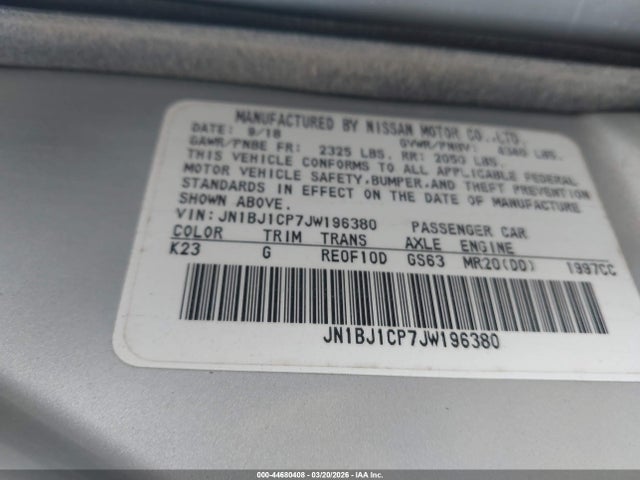 MANUFACTURED BY NISSAN MOTOR CO.,LTD.
DATE: 9/18 GVWR/PNBV: 4340 LBS.
GAWR/PNBE FR: 2325 LBS. RR: 2050 LBS.
THIS VEHICLE CONFORMS TO ALL APPLICABLE FEDERAL
MOTOR VEHICLE SAFETY, BUMPER, AND THEFT PREVENTION
STANDARDS IN EFFECT ON THE DATE OF MANUFACTURE
SHOWN ABOVE.
VIN: JN1BJ1CP7JW196380 PASSENGER CAR
COLOR TRIM TRANS AXLE ENGINE
K23 G RE0F10D GS63 MR20(DD) 1997CC
JN1BJ1CP7JW196380
000-44680408 - 03/20/2026 - IAA Inc.